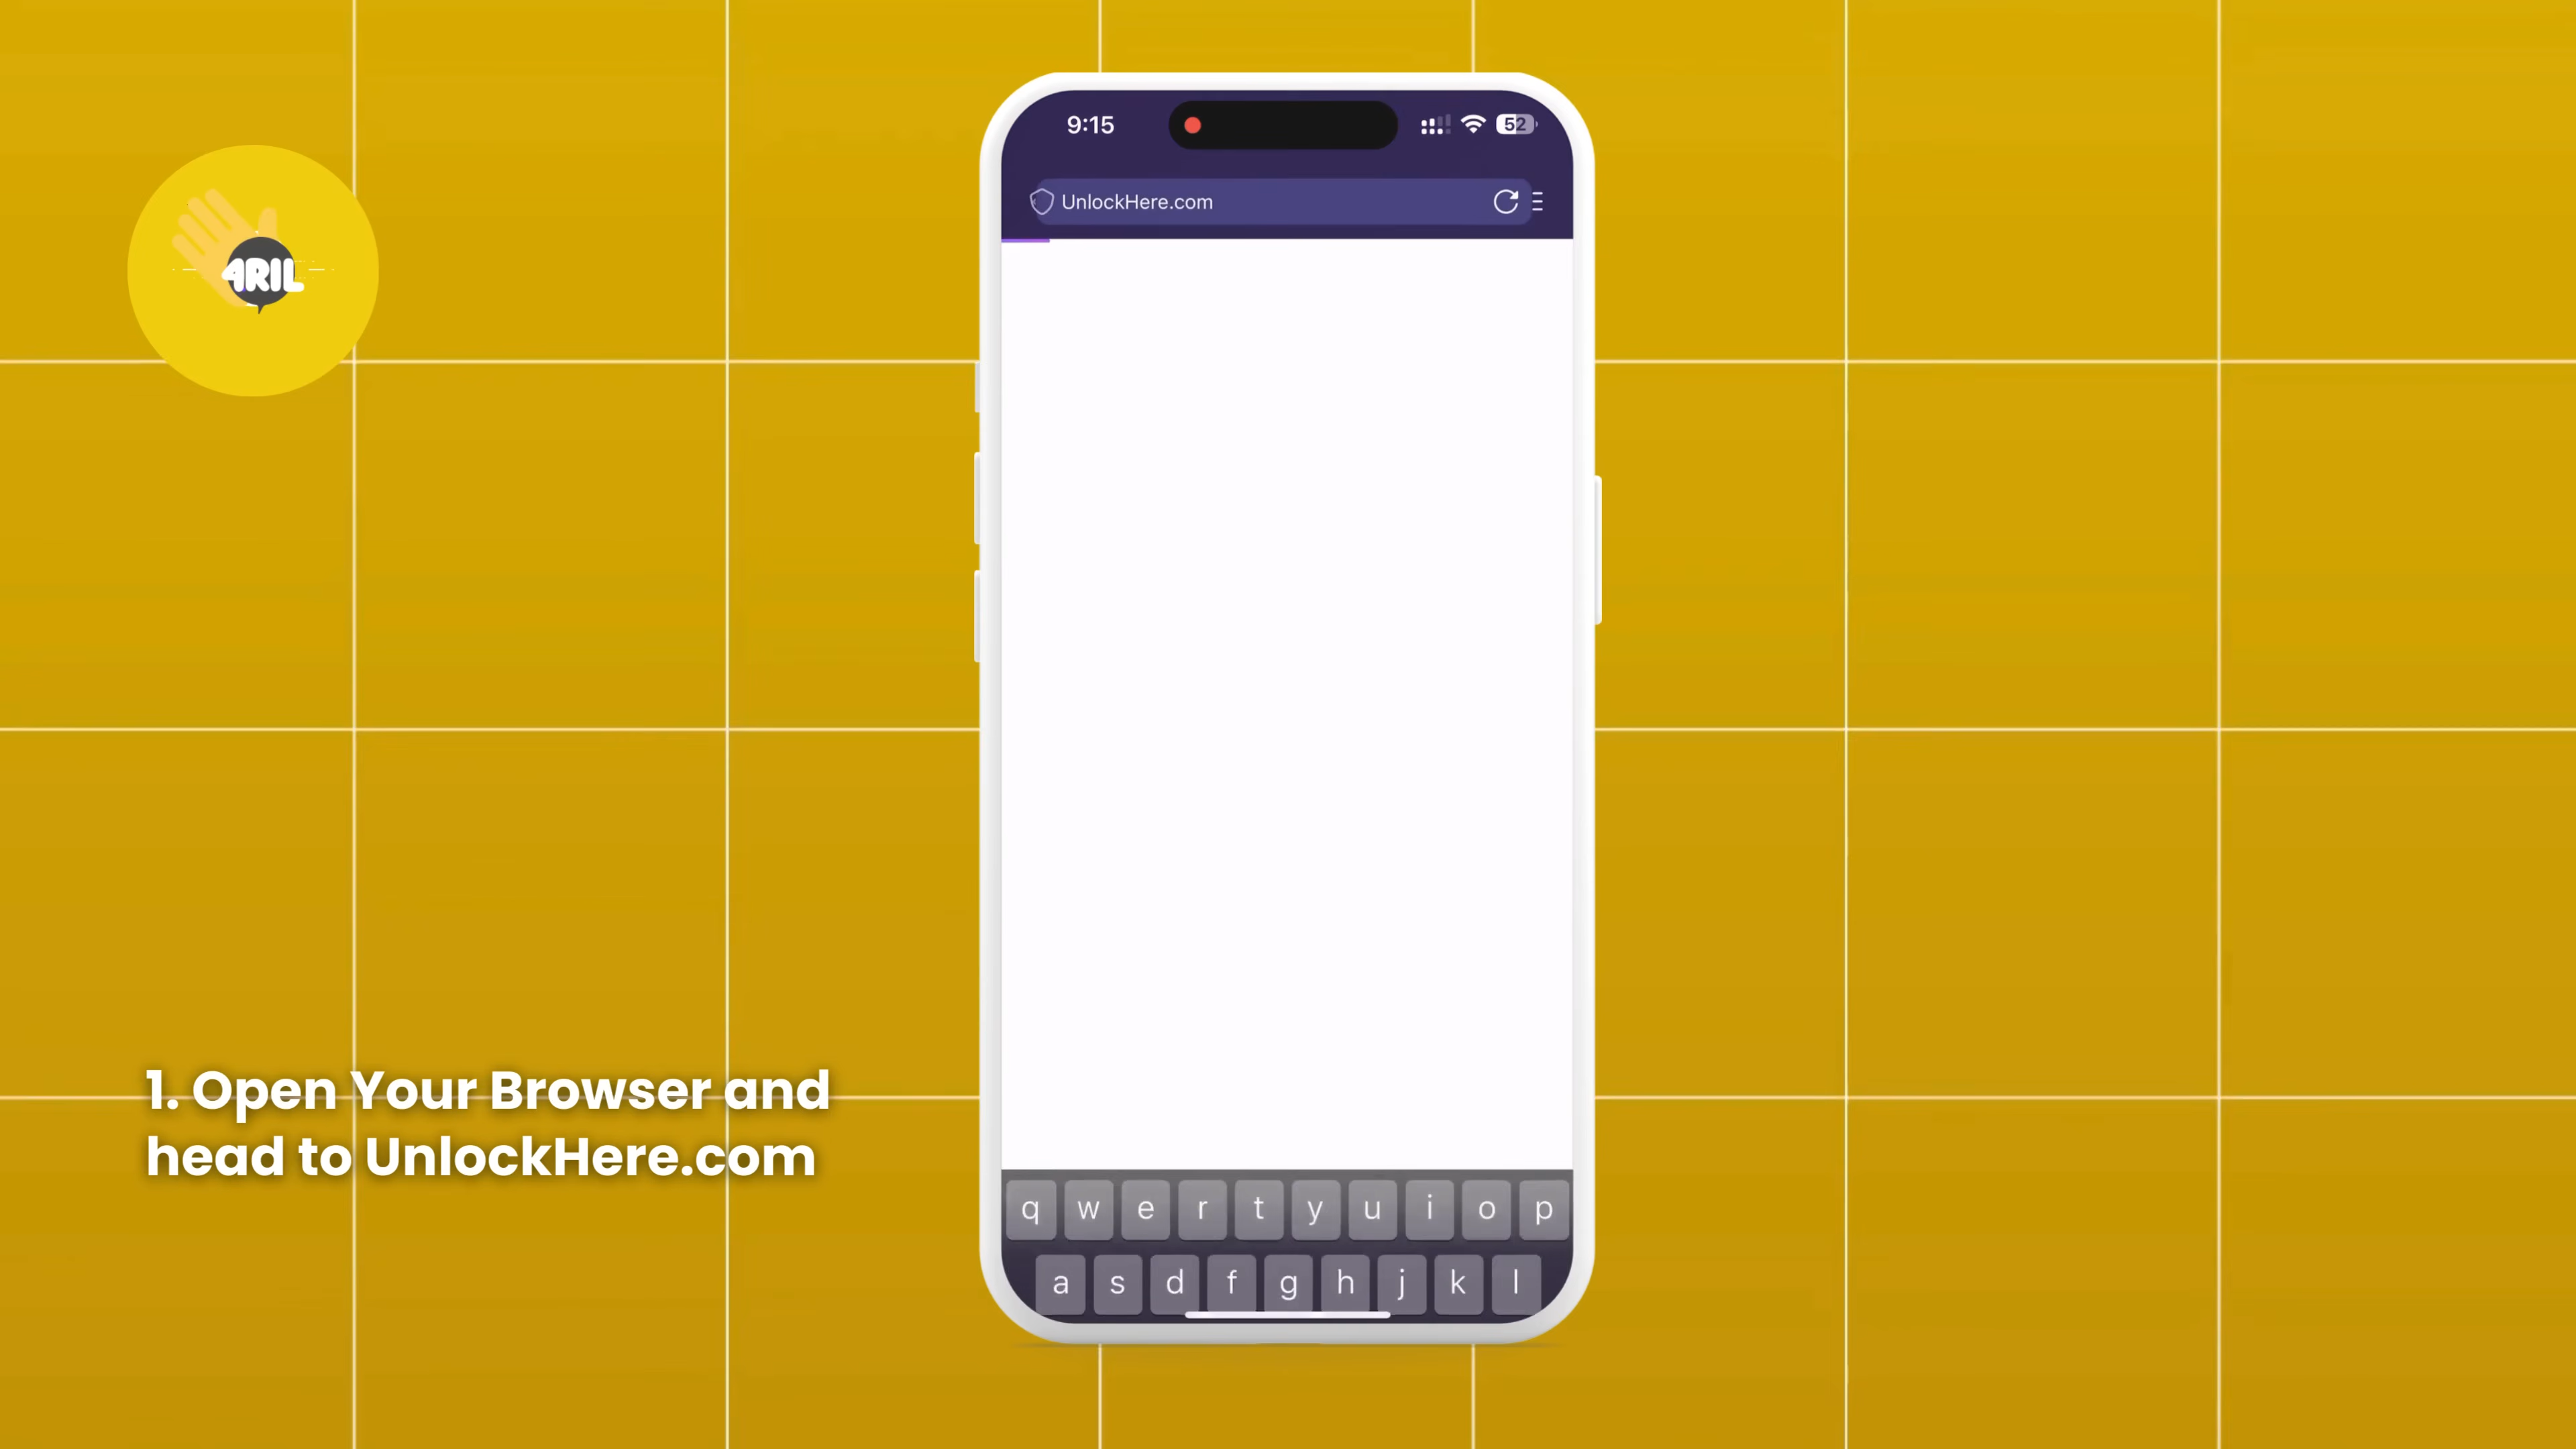 9:15
52
UnlockHere.com
4RIL
1. Open Your Browser and
head to UnlockHere.com
q w e r t y u i o p
a s d f g h j k l